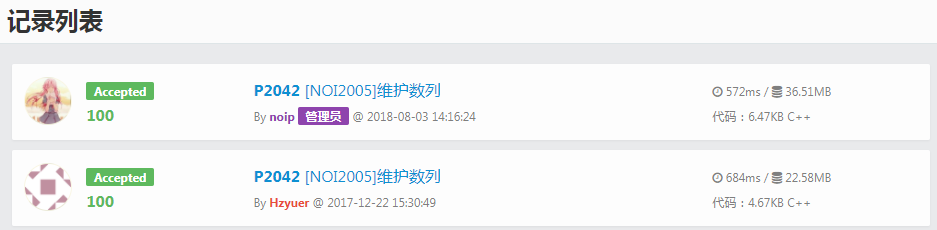 记录列表
Accepted
100
P2042 [NOI2005]维护数列
By noip 管理员 @ 2018-08-03 14:16:24
572ms / 36.51MB
代码：6.47KB C++
Accepted
100
P2042 [NOI2005]维护数列
By Hzyuer @ 2017-12-22 15:30:49
684ms / 22.58MB
代码：4.67KB C++